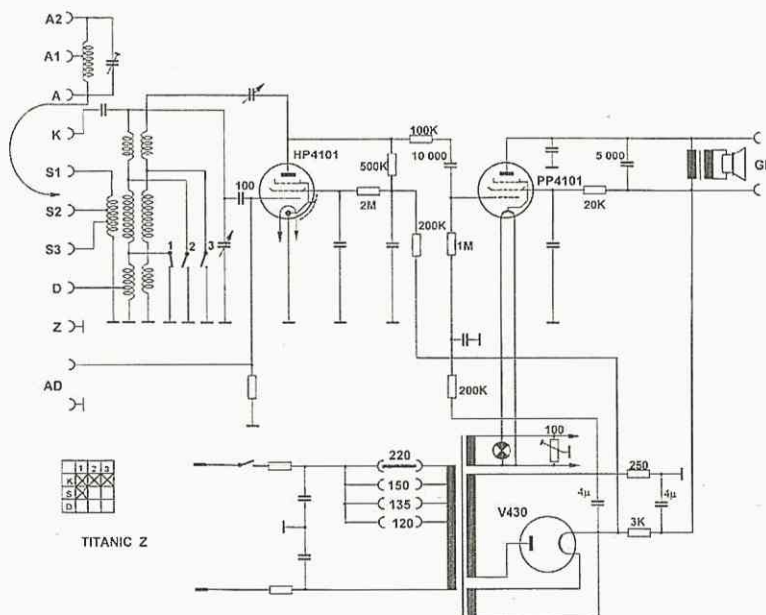 A2
A1
A
K
S1
S2
S3
D
Z
AD
1
2
3
100
HP4101
100K
500K
10 000
2M
200K
1M
PP4101
5 000
20K
200K
220
150
135
120
100
250
4µ
4µ
V430
3K
1 2 3
K
S
D
TITANIC Z